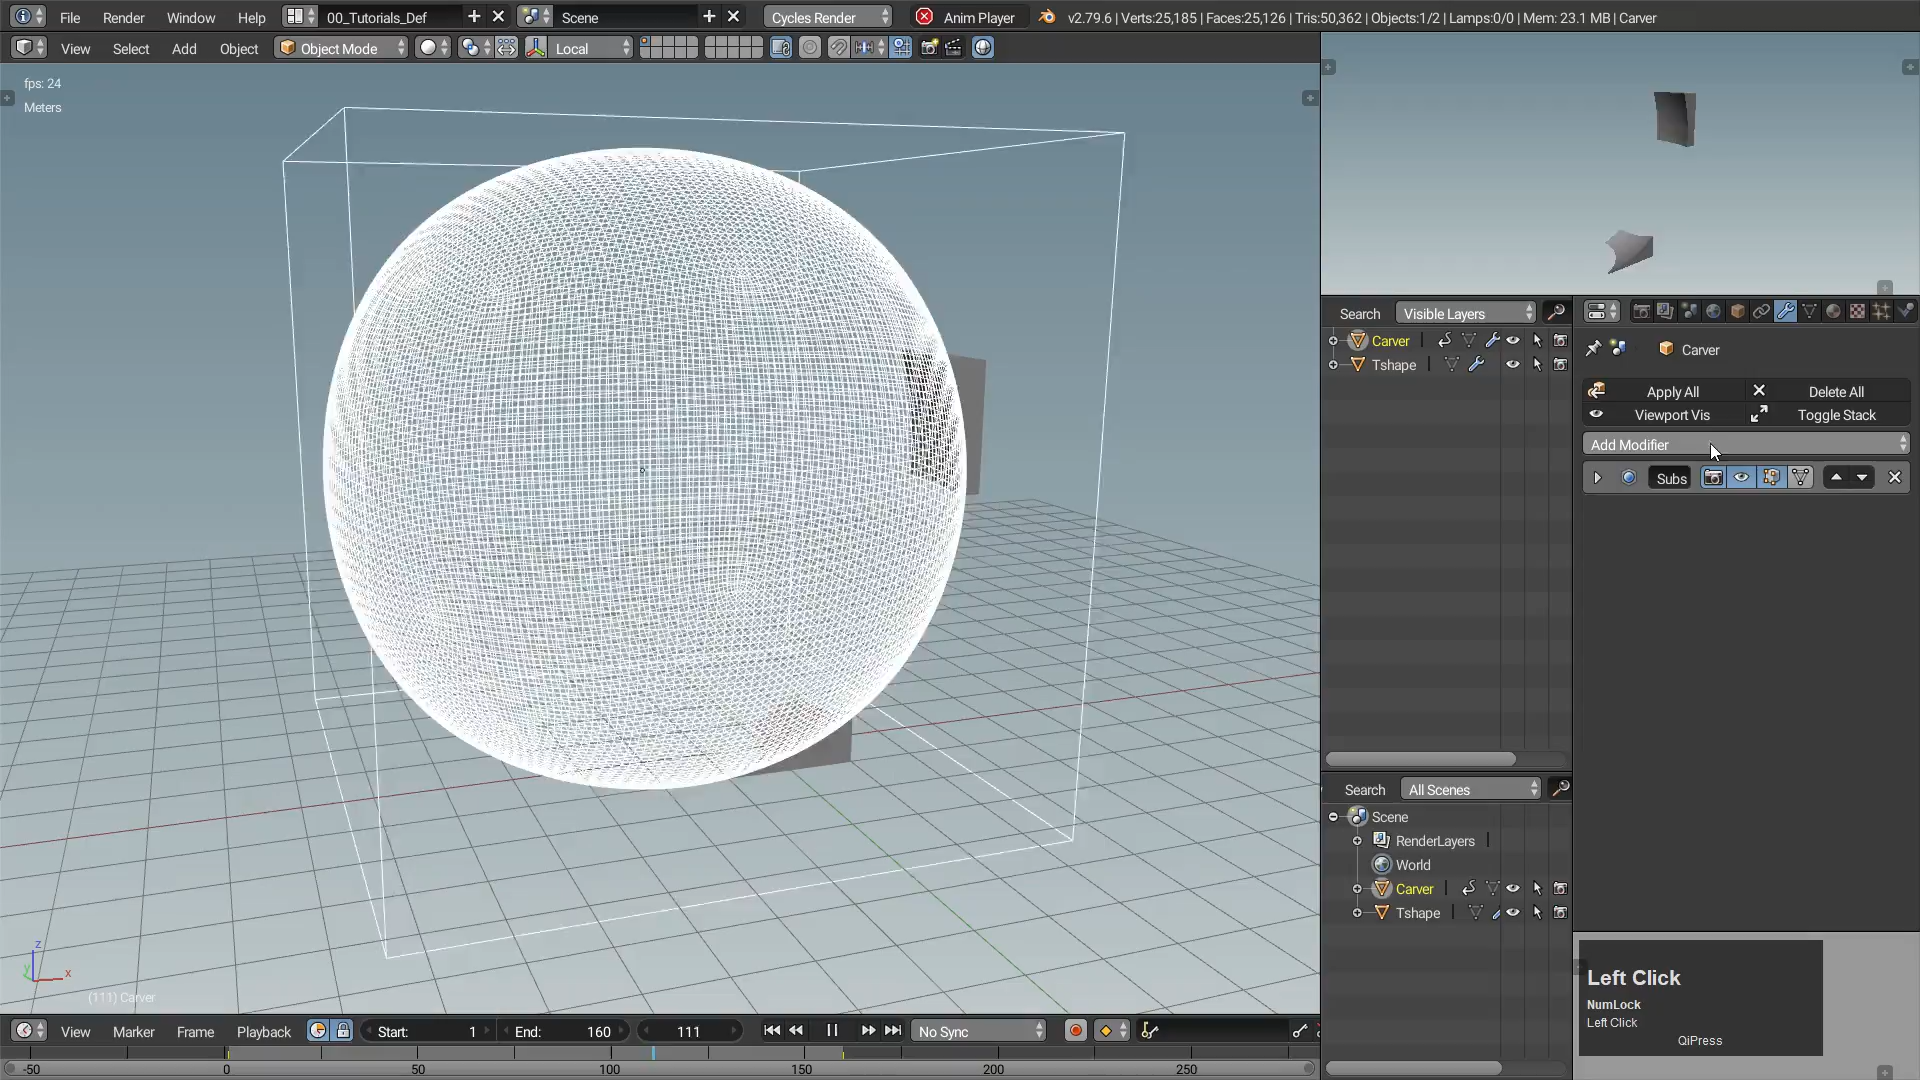 File Render Window Help 00_Tutorials_Def Scene Cycles Render Anim Player v2.79.6 | Verts:25,185 | Faces:25,126 | Tris:50,362 | Objects:1/2 | Lamps:0/0 | Mem: 23.1 MB | Carver
View Select Add Object Object Mode Local
fps: 24
Meters
Search Visible Layers
Carver
Tshape
Carver
Apply All Delete All
Viewport Vis Toggle Stack
Add Modifier
Subs
Search All Scenes
Scene
RenderLayers
World
Carver
Tshape
z
y
x
(111) Carver
Left Click
NumLock
Left Click
QiPress
View Marker Frame Playback Start: 1 End: 160 111 No Sync
-50 0 50 100 150 200 250